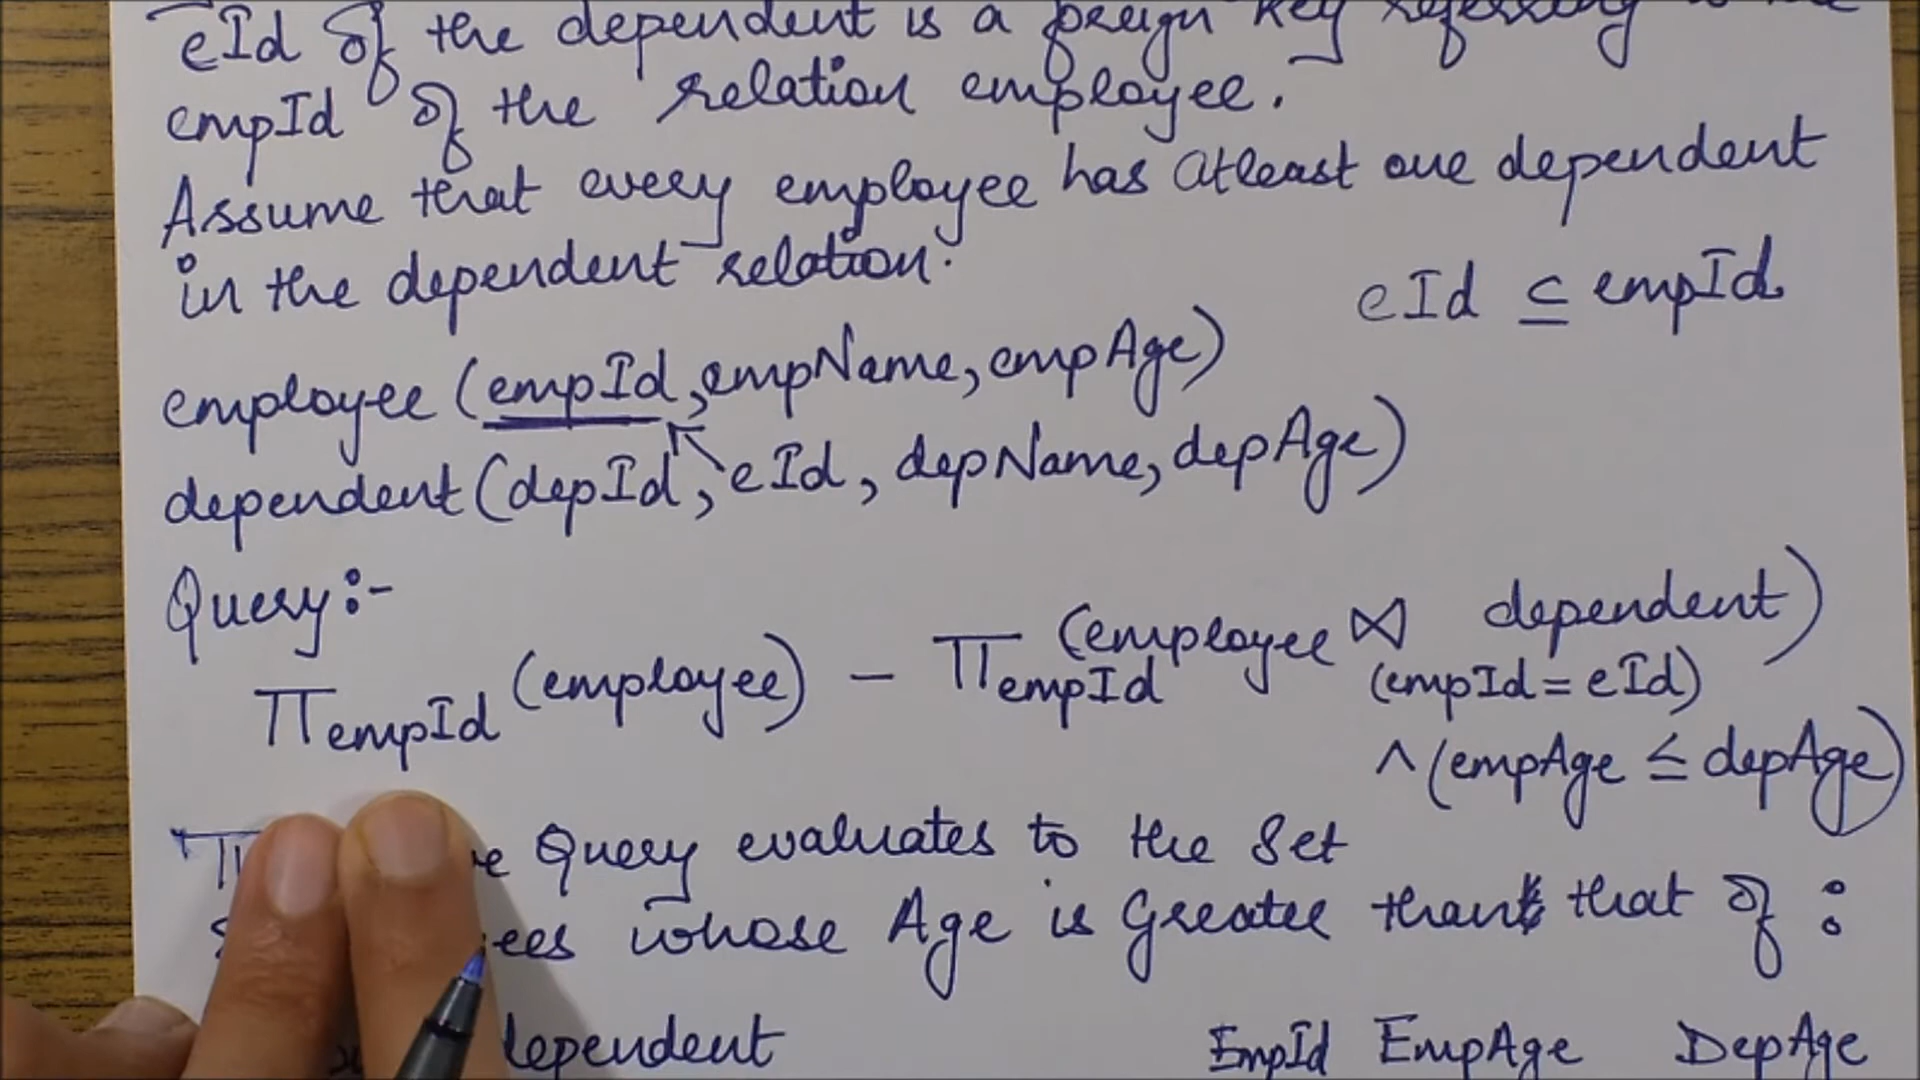 eId of the dependent is a foreign key referring to the
empId of the relation employee.
Assume that every employee has atleast one dependent
in the dependent relation.
eId ⊆ empId
employee (empId, empName, empAge)
dependent (depId, eId, depName, depAge)
Query:-
π empId (employee) - π empId (employee ⋈ dependent)
(empId = eId)
∧ (empAge ≤ depAge)
Query evaluates to the set
whose Age is Greater than that of :
dependent
EmpId EmpAge DepAge